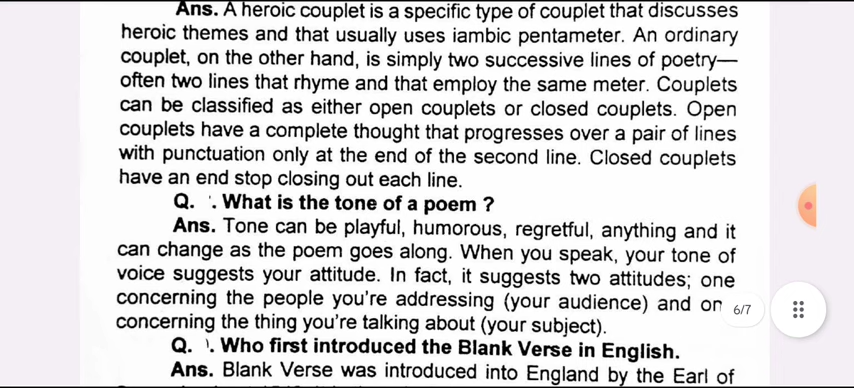 Ans. A heroic couplet is a specific type of couplet that discusses
heroic themes and that usually uses iambic pentameter. An ordinary
couplet, on the other hand, is simply two successive lines of poetry—
often two lines that rhyme and that employ the same meter. Couplets
can be classified as either open couplets or closed couplets. Open
couplets have a complete thought that progresses over a pair of lines
with punctuation only at the end of the second line. Closed couplets
have an end stop closing out each line.
Q. . What is the tone of a poem ?
Ans. Tone can be playful, humorous, regretful, anything and it
can change as the poem goes along. When you speak, your tone of
voice suggests your attitude. In fact, it suggests two attitudes; one
concerning the people you're addressing (your audience) and on
6/7
concerning the thing you're talking about (your subject).
Q. . Who first introduced the Blank Verse in English.
Ans. Blank Verse was introduced into England by the Earl of